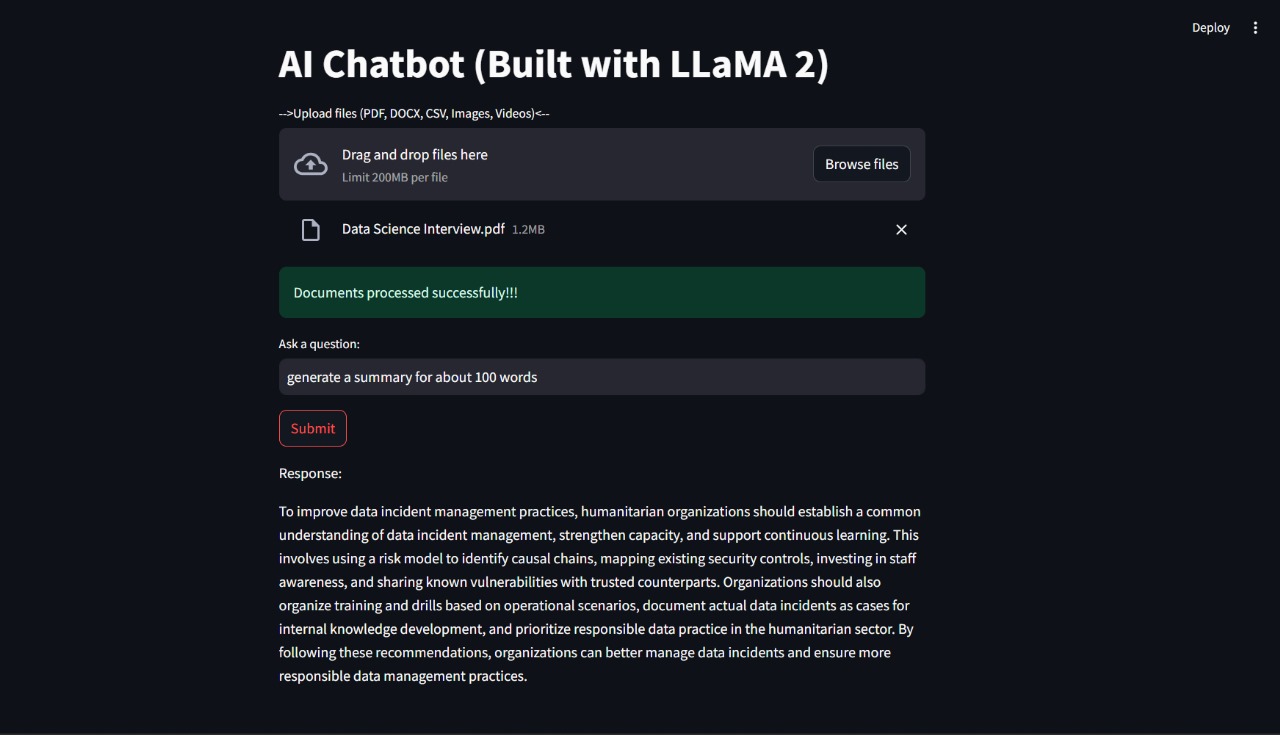 Deploy
AI Chatbot (Built with LLaMA 2)
-->Upload files (PDF, DOCX, CSV, Images, Videos)<--
Drag and drop files here
Limit 200MB per file
Browse files
Data Science Interview.pdf 1.2MB
Documents processed successfully!!!
Ask a question:
generate a summary for about 100 words
Submit
Response:
To improve data incident management practices, humanitarian organizations should establish a common
understanding of data incident management, strengthen capacity, and support continuous learning. This
involves using a risk model to identify causal chains, mapping existing security controls, investing in staff
awareness, and sharing known vulnerabilities with trusted counterparts. Organizations should also
organize training and drills based on operational scenarios, document actual data incidents as cases for
internal knowledge development, and prioritize responsible data practice in the humanitarian sector. By
following these recommendations, organizations can better manage data incidents and ensure more
responsible data management practices.